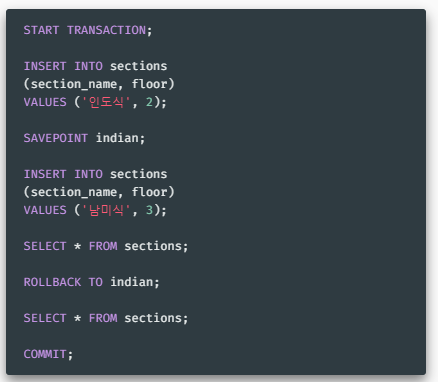 START TRANSACTION;
INSERT INTO sections
(section_name, floor)
VALUES ('인도식', 2);
SAVEPOINT indian;
INSERT INTO sections
(section_name, floor)
VALUES ('남미식', 3);
SELECT * FROM sections;
ROLLBACK TO indian;
SELECT * FROM sections;
COMMIT;